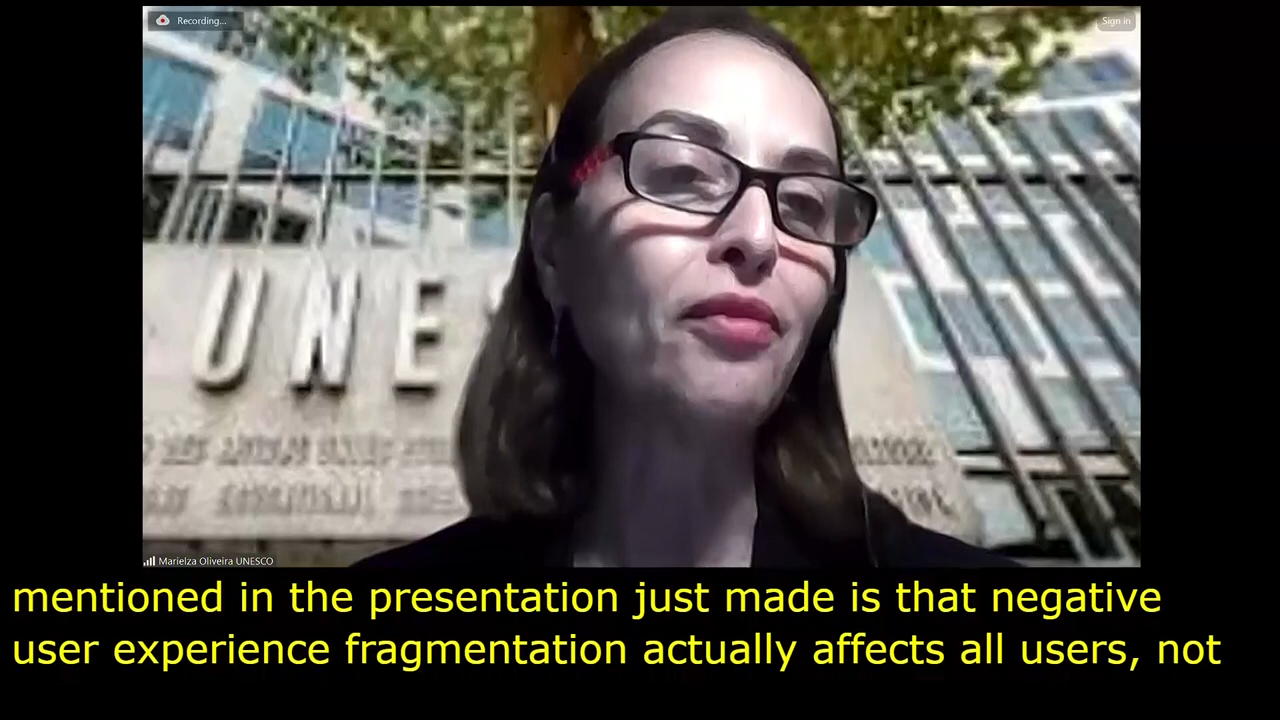 Recording...
Sign in
UNE
Marielza Oliveira UNESCO
mentioned in the presentation just made is that negative
user experience fragmentation actually affects all users, not